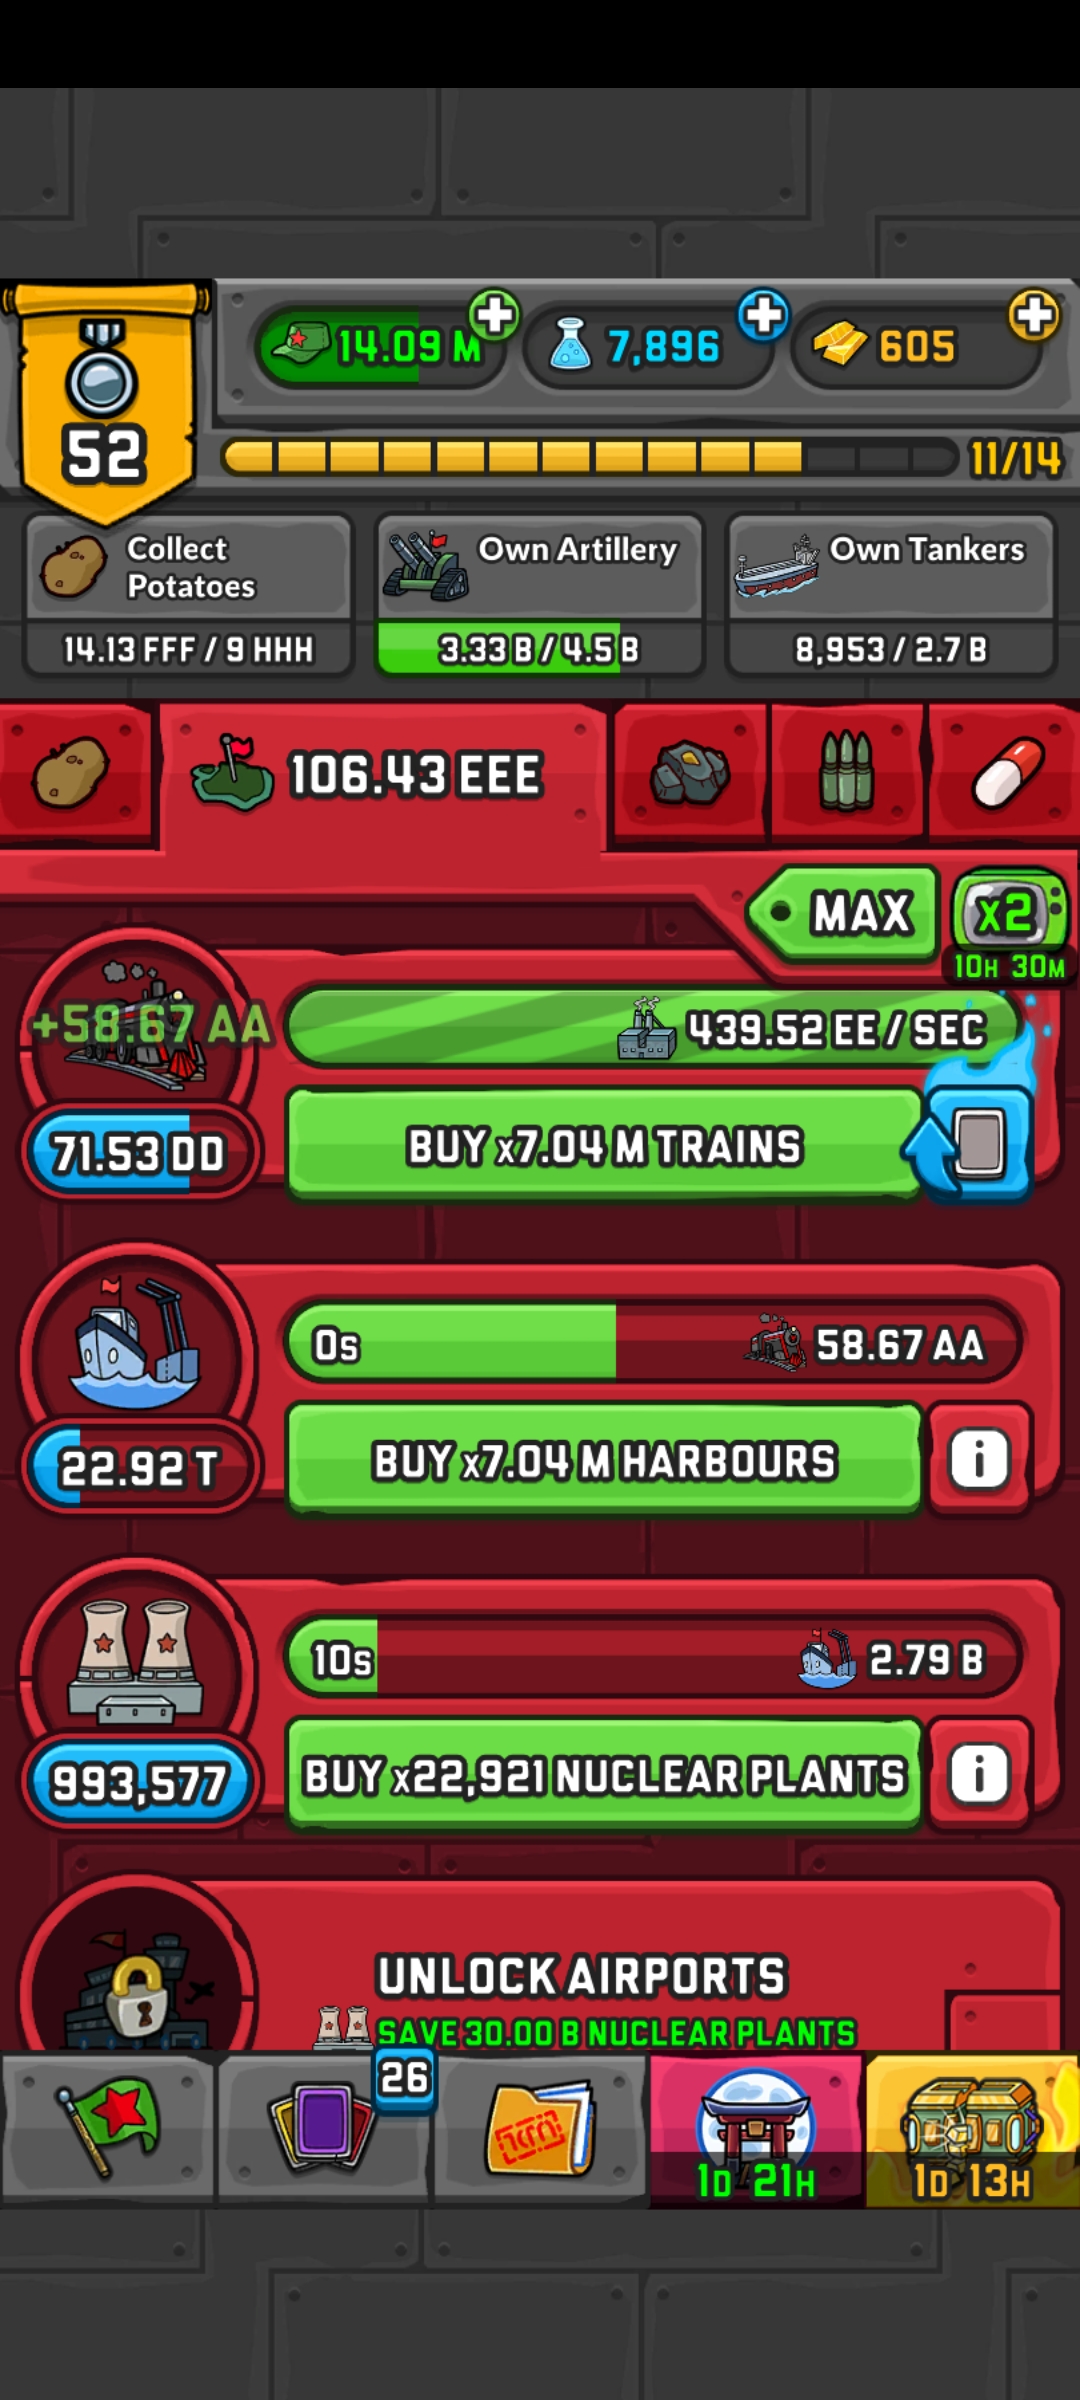 14.09 M
7,896
605
52
11/14
Collect
Potatoes
14.13 FFF / 9 HHH
Own Artillery
3.33 B / 4.5 B
Own Tankers
8,953 / 2.7 B
106.43 EEE
MAX
x2
10H 30M
+58.67 AA
439.52 EE / SEC
71.53 DD
BUY x7.04 M TRAINS
0s
58.67 AA
22.92 T
BUY x7.04 M HARBOURS
i
10s
2.79 B
993,577
BUY x22,921 NUCLEAR PLANTS
i
UNLOCK AIRPORTS
SAVE 30.00 B NUCLEAR PLANTS
26
1D 21H
1D 13H